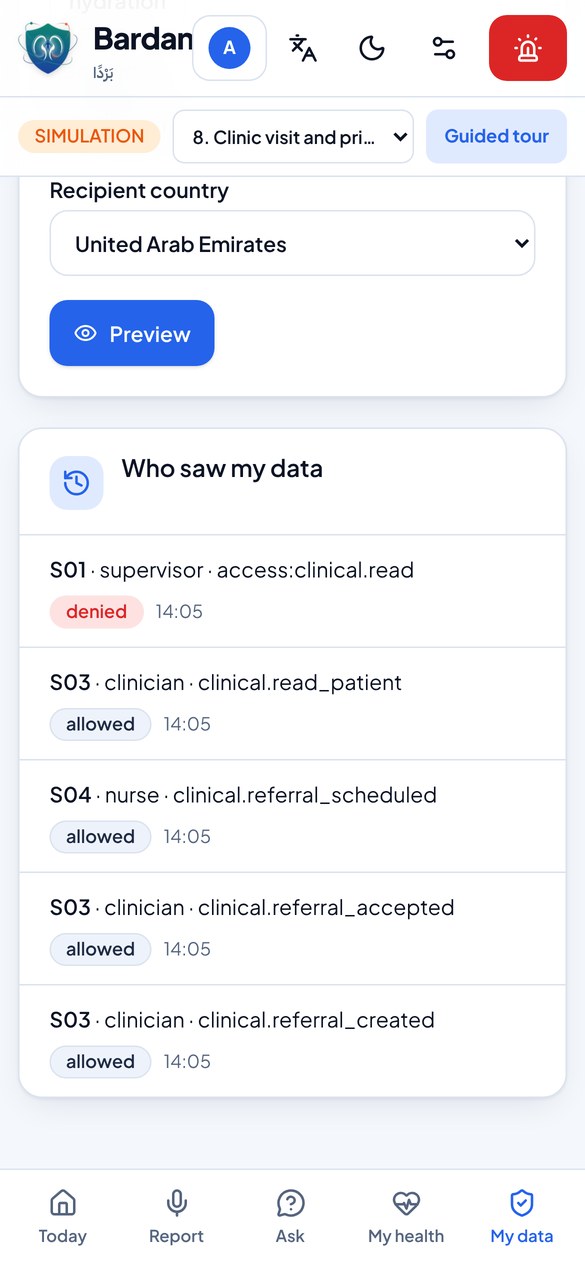 hydration
Bardan
بَرْدًا
A
SIMULATION
8. Clinic visit and pri...
Guided tour
Recipient country
United Arab Emirates
Preview
Who saw my data
S01 · supervisor · access:clinical.read
denied 14:05
S03 · clinician · clinical.read_patient
allowed 14:05
S04 · nurse · clinical.referral_scheduled
allowed 14:05
S03 · clinician · clinical.referral_accepted
allowed 14:05
S03 · clinician · clinical.referral_created
allowed 14:05
Today Report Ask My health My data